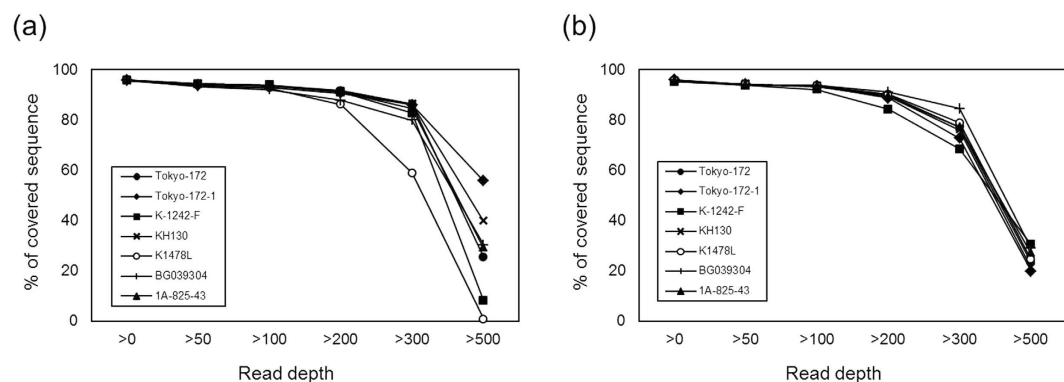 (a)
% of covered sequence
100
80
60
40
20
0
Tokyo-172
Tokyo-172-1
K-1242-F
KH130
K1478L
BG039304
1A-825-43
>0 >50 >100 >200 >300 >500
Read depth
(b)
% of covered sequence
100
80
60
40
20
0
Tokyo-172
Tokyo-172-1
K-1242-F
KH130
K1478L
BG039304
1A-825-43
>0 >50 >100 >200 >300 >500
Read depth